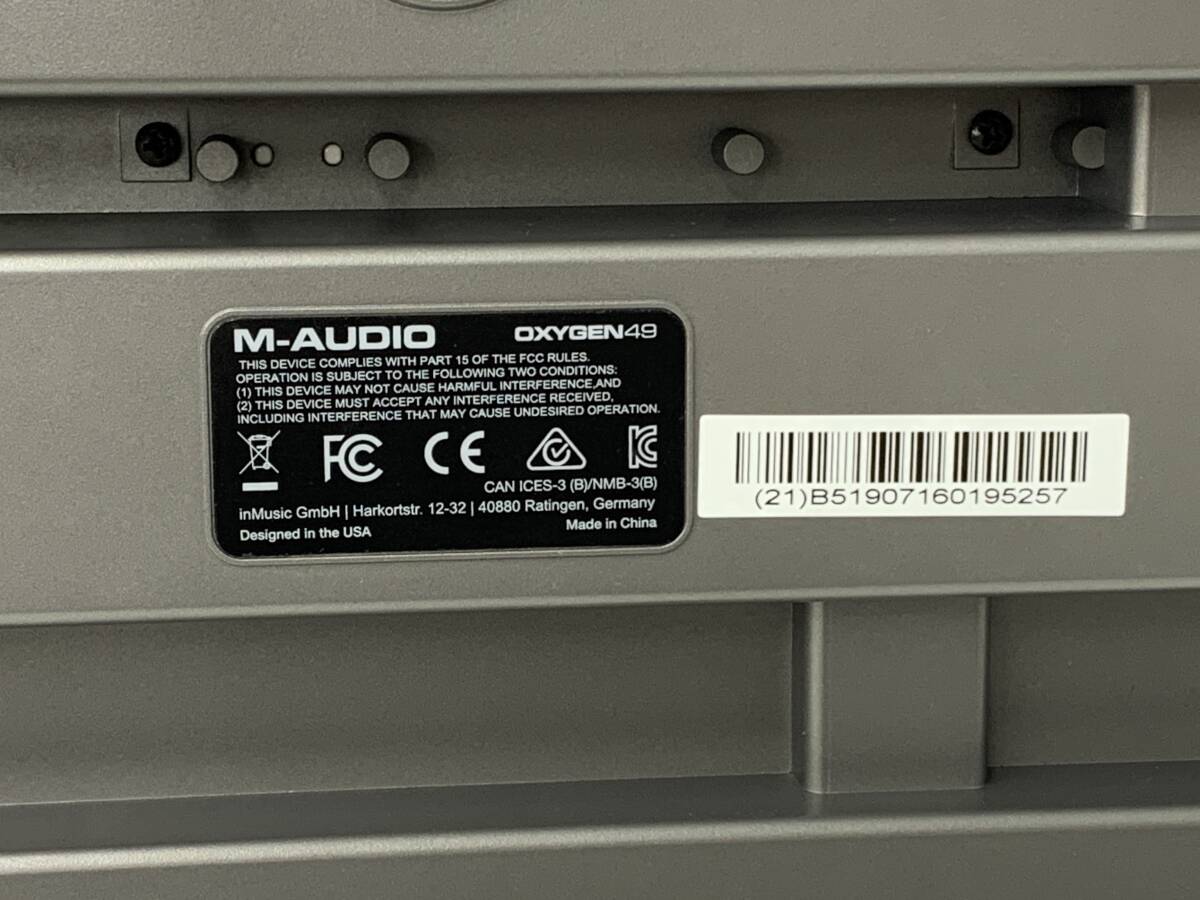 M-AUDIO OXYGEN49
THIS DEVICE COMPLIES WITH PART 15 OF THE FCC RULES.
OPERATION IS SUBJECT TO THE FOLLOWING TWO CONDITIONS:
(1) THIS DEVICE MAY NOT CAUSE HARMFUL INTERFERENCE,AND
(2) THIS DEVICE MUST ACCEPT ANY INTERFERENCE RECEIVED,
INCLUDING INTERFERENCE THAT MAY CAUSE UNDESIRED OPERATION.
FC CE KC
CAN ICES-3 (B)/NMB-3(B)
inMusic GmbH | Harkortstr. 12-32 | 40880 Ratingen, Germany
Designed in the USA Made in China
(21)B51907160195257